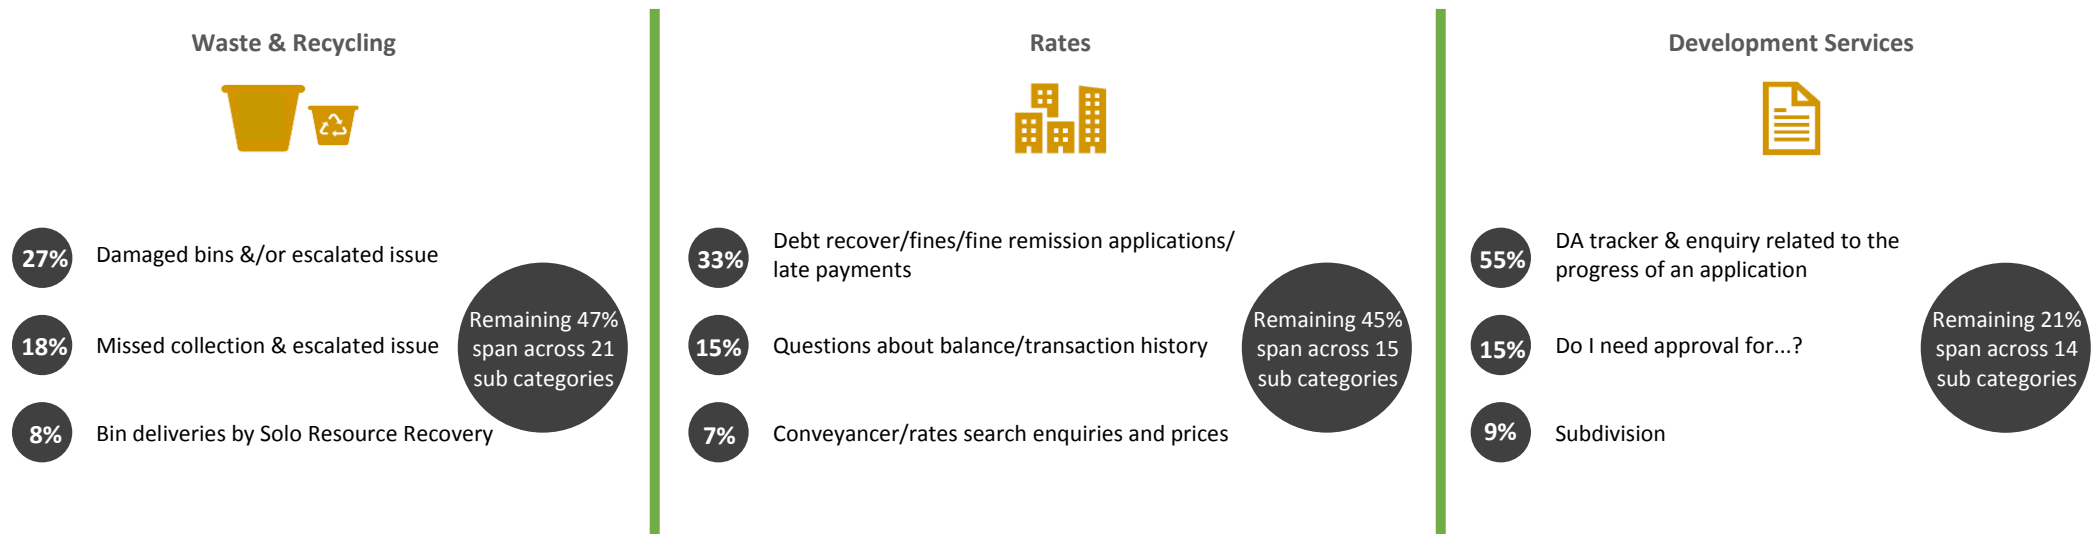 Waste & Recycling
27%
Damaged bins &/or escalated issue
18%
Missed collection & escalated issue
8%
Bin deliveries by Solo Resource Recovery
Remaining 47%
span across 21
sub categories
Rates
33%
Debt recover/fines/fine remission applications/
late payments
15%
Questions about balance/transaction history
7%
Conveyancer/rates search enquiries and prices
Remaining 45%
span across 15
sub categories
Development Services
55%
DA tracker & enquiry related to the
progress of an application
15%
Do I need approval for...?
9%
Subdivision
Remaining 21%
span across 14
sub categories